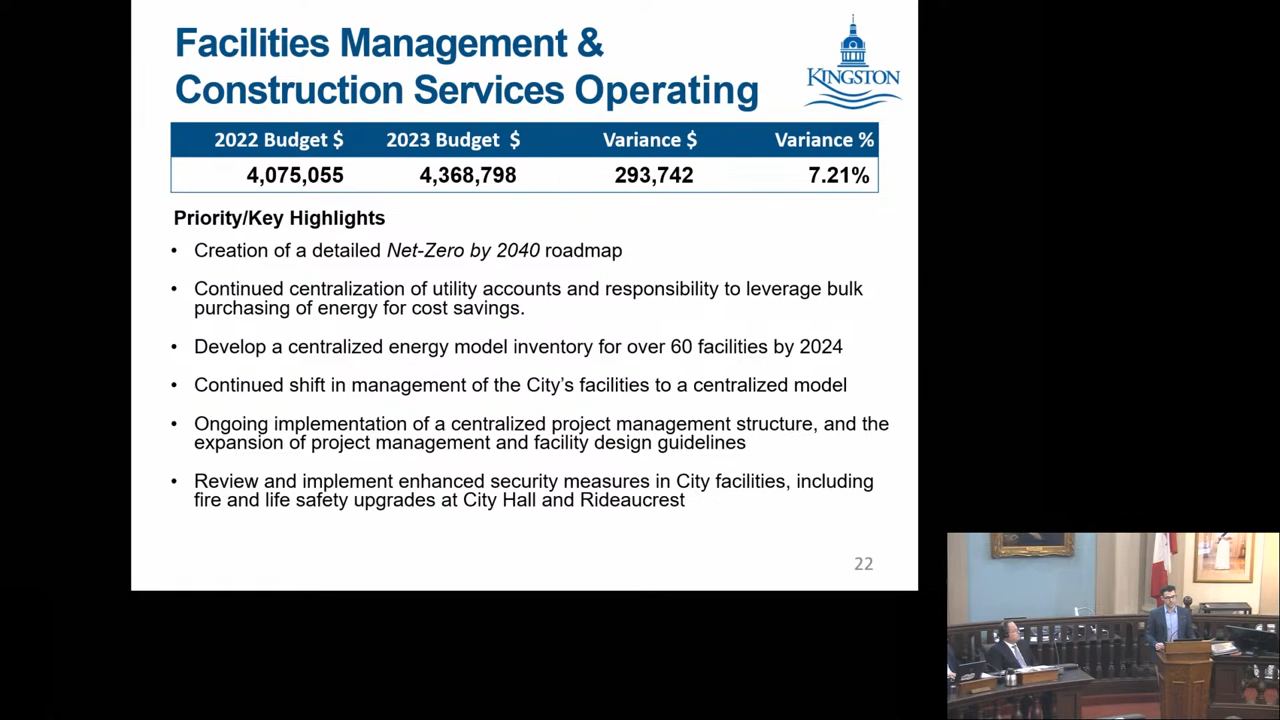 Facilities Management &
Construction Services Operating
KINGSTON
2022 Budget $ 2023 Budget $ Variance $ Variance %
4,075,055 4,368,798 293,742 7.21%
Priority/Key Highlights
• Creation of a detailed Net-Zero by 2040 roadmap
• Continued centralization of utility accounts and responsibility to leverage bulk
purchasing of energy for cost savings.
• Develop a centralized energy model inventory for over 60 facilities by 2024
• Continued shift in management of the City's facilities to a centralized model
• Ongoing implementation of a centralized project management structure, and the
expansion of project management and facility design guidelines
• Review and implement enhanced security measures in City facilities, including
fire and life safety upgrades at City Hall and Rideaucrest
22